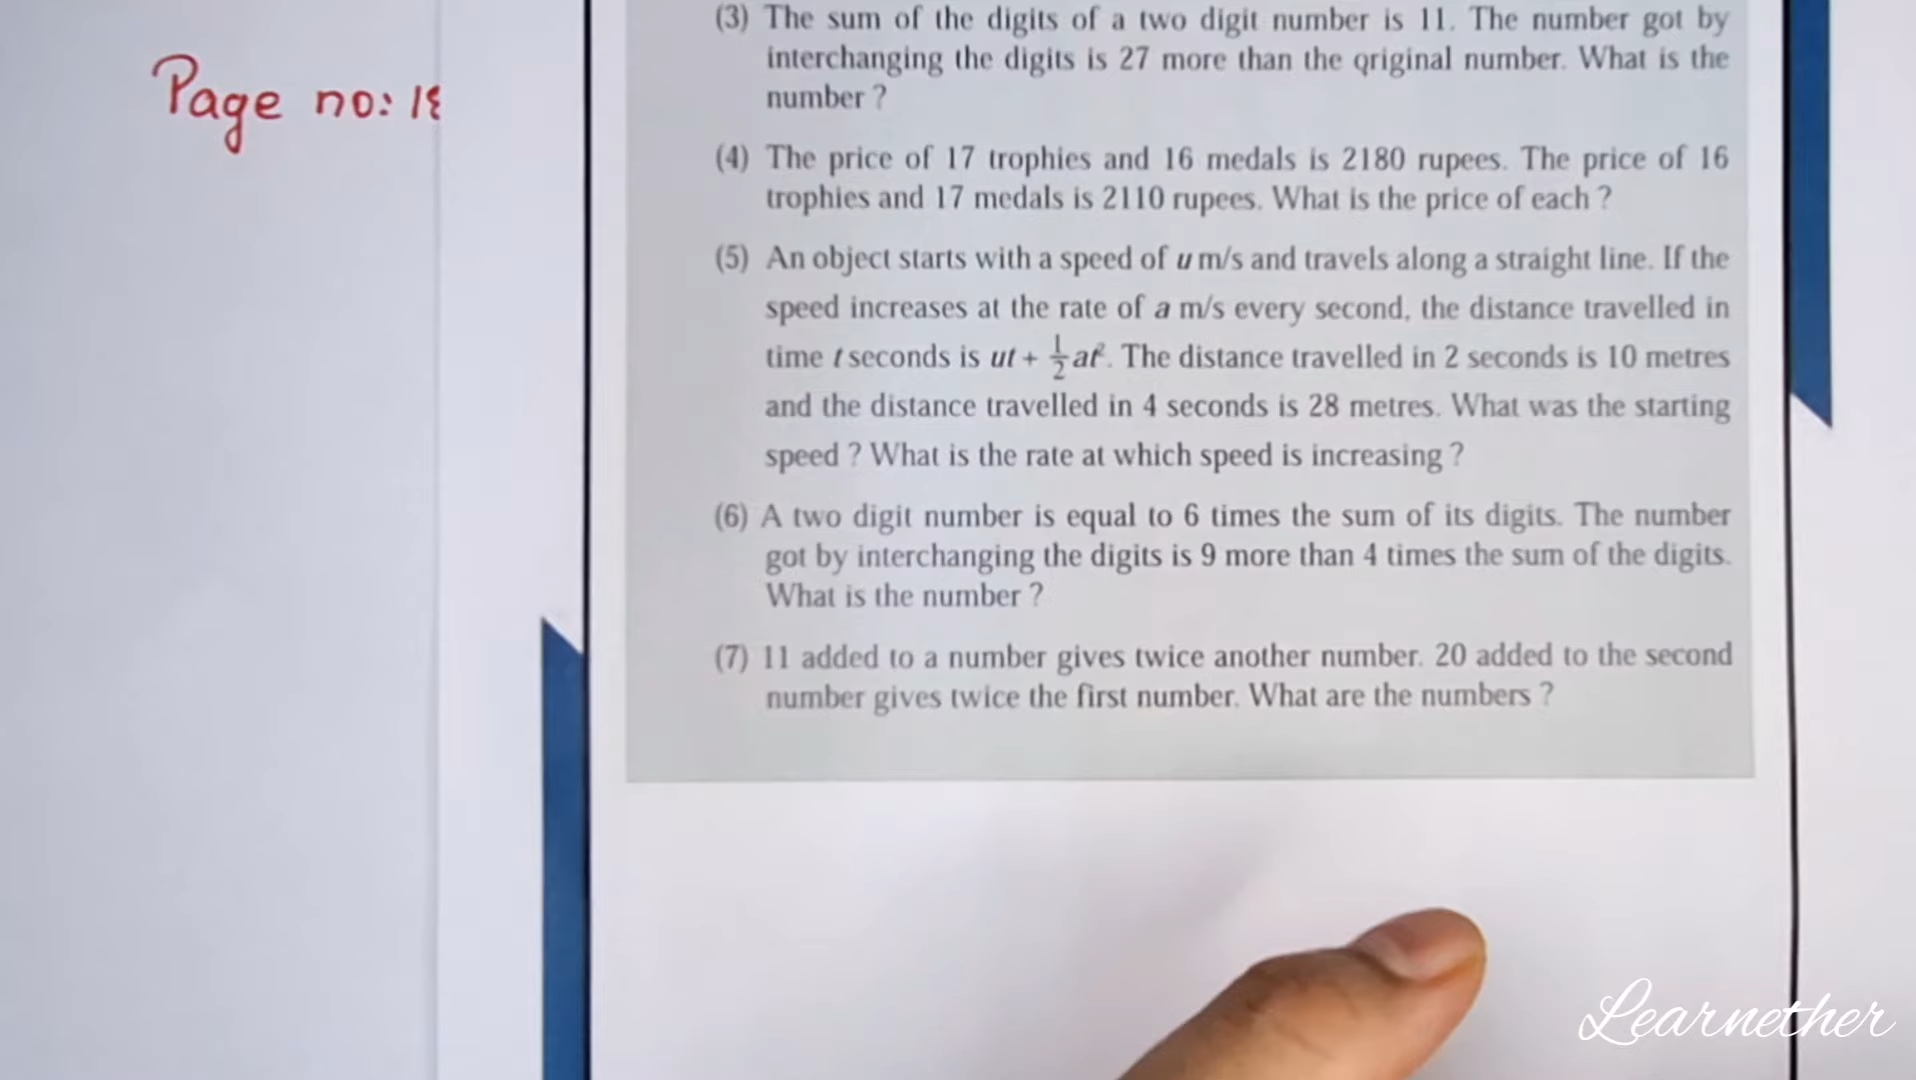 Page no: 18
(3) The sum of the digits of a two digit number is 11. The number got by
interchanging the digits is 27 more than the original number. What is the
number ?
(4) The price of 17 trophies and 16 medals is 2180 rupees. The price of 16
trophies and 17 medals is 2110 rupees. What is the price of each ?
(5) An object starts with a speed of u m/s and travels along a straight line. If the
speed increases at the rate of a m/s every second, the distance travelled in
time t seconds is ut + 1/2 at². The distance travelled in 2 seconds is 10 metres
and the distance travelled in 4 seconds is 28 metres. What was the starting
speed ? What is the rate at which speed is increasing ?
(6) A two digit number is equal to 6 times the sum of its digits. The number
got by interchanging the digits is 9 more than 4 times the sum of the digits.
What is the number ?
(7) 11 added to a number gives twice another number. 20 added to the second
number gives twice the first number. What are the numbers ?
Learnether